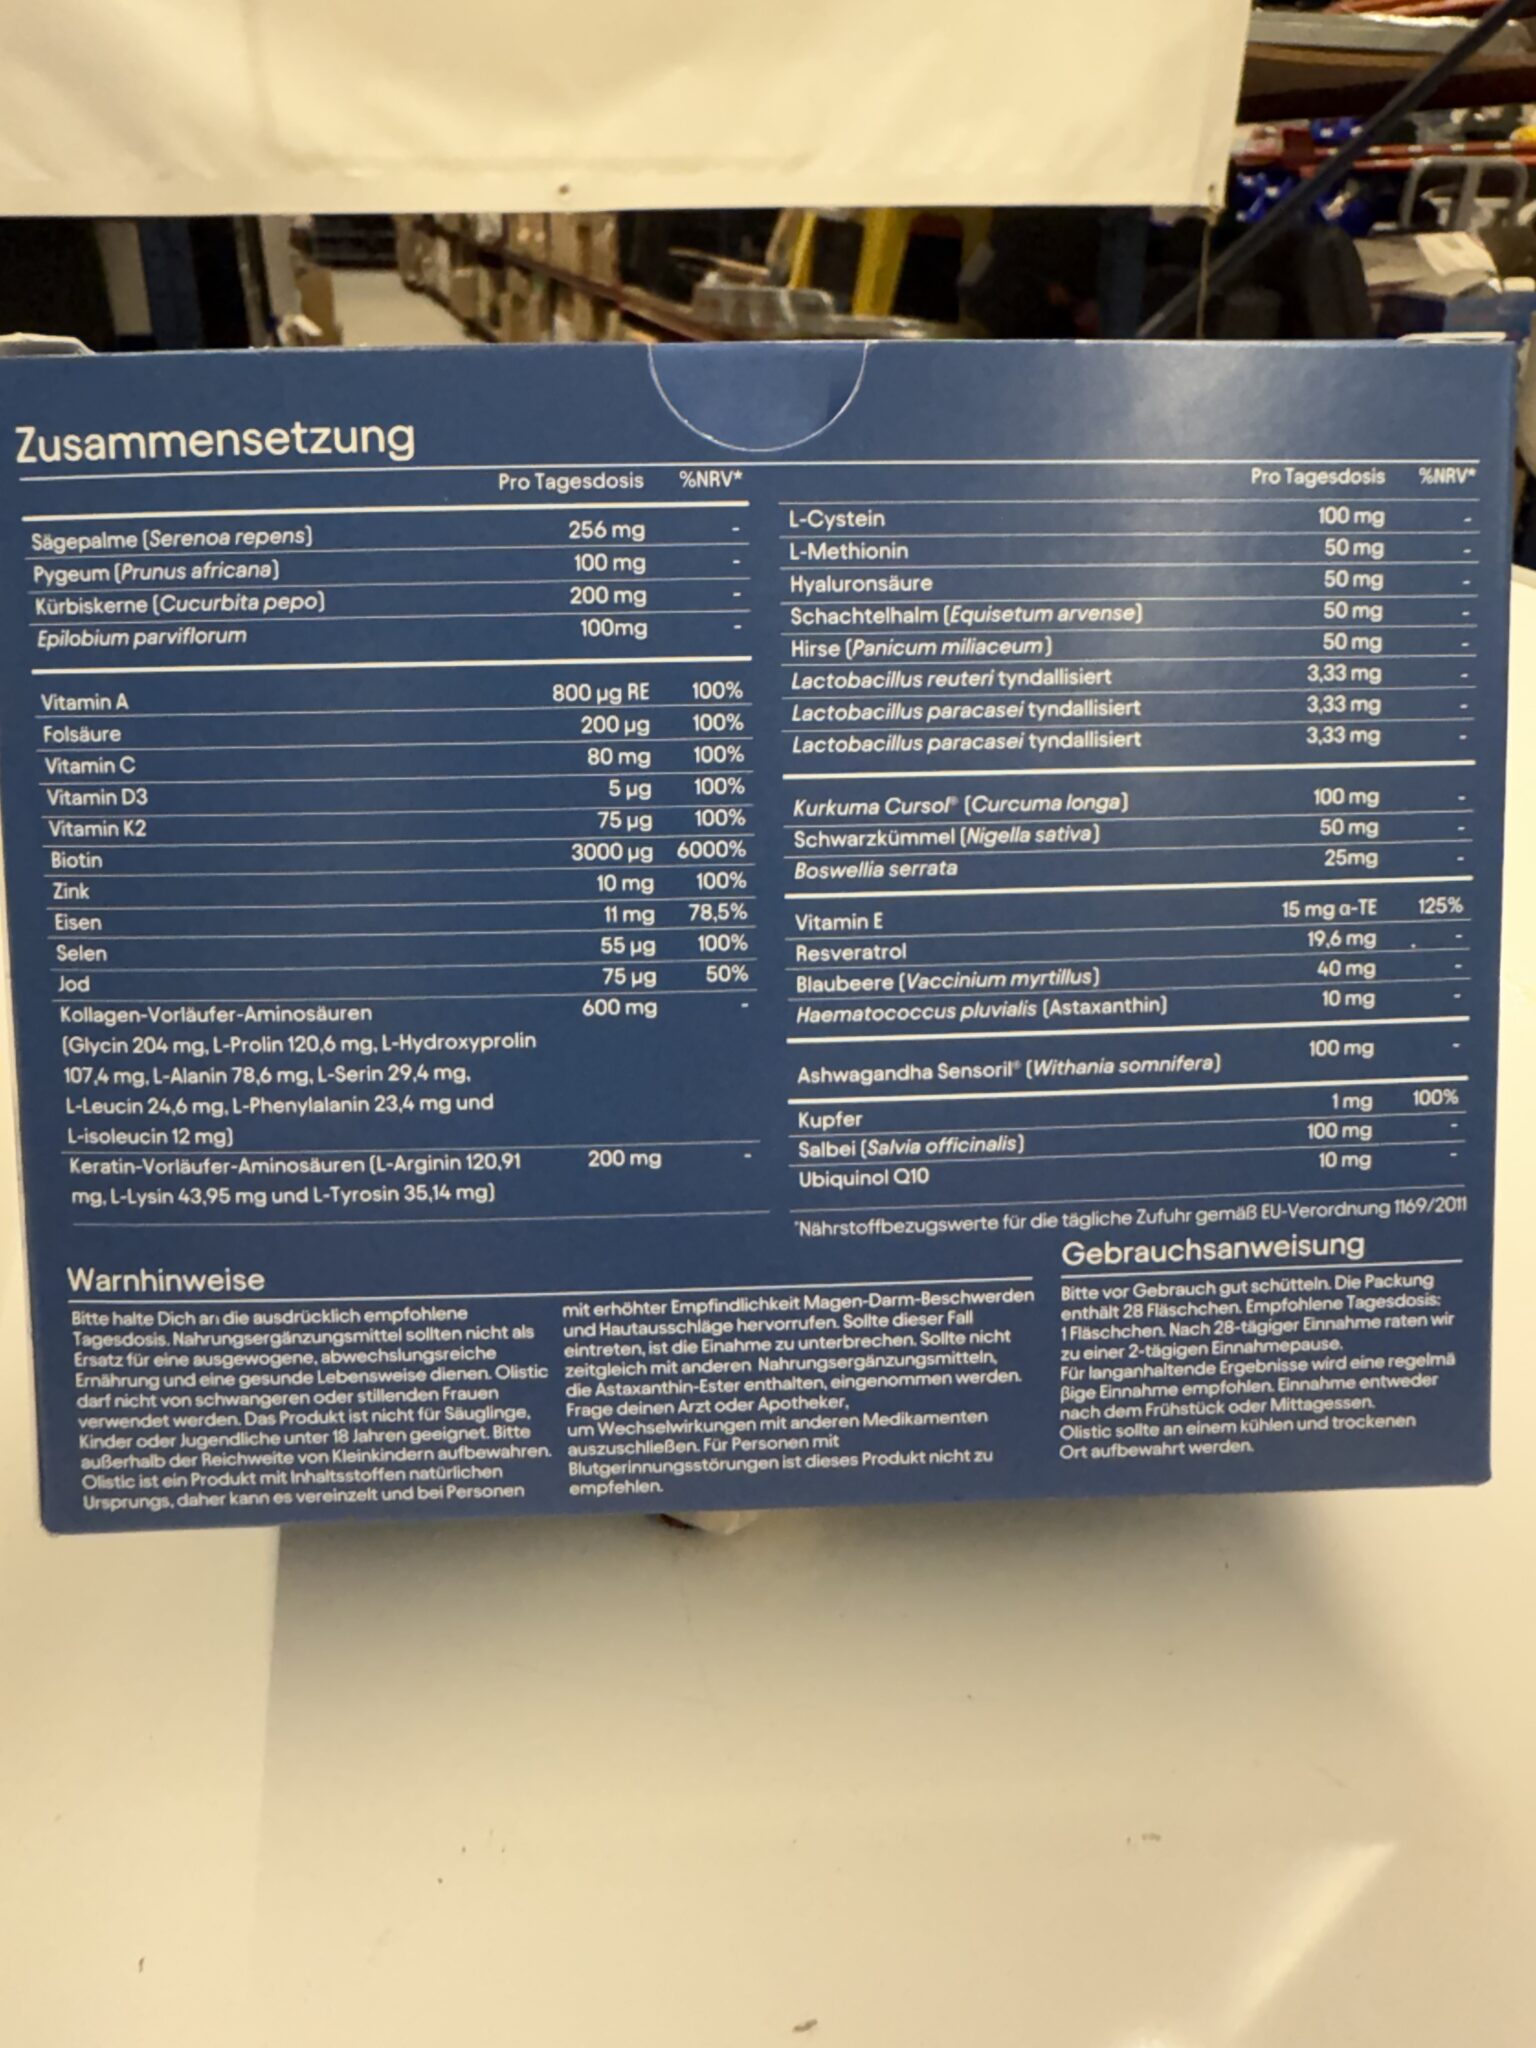 Zusammensetzung
Pro Tagesdosis %NRV*
Sägepalme (Serenoa repens) 256 mg -
Pygeum (Prunus africana) 100 mg -
Kürbiskerne (Cucurbita pepo) 200 mg -
Epilobium parviflorum 100mg -
Vitamin A 800 µg RE 100%
Folsäure 200 µg 100%
Vitamin C 80 mg 100%
Vitamin D3 5 µg 100%
Vitamin K2 75 µg 100%
Biotin 3000 µg 6000%
Zink 10 mg 100%
Eisen 11 mg 78,5%
Selen 55 µg 100%
Jod 75 µg 50%
Kollagen-Vorläufer-Aminosäuren 600 mg -
(Glycin 204 mg, L-Prolin 120,6 mg, L-Hydroxyprolin
107,4 mg, L-Alanin 78,6 mg, L-Serin 29,4 mg,
L-Leucin 24,6 mg, L-Phenylalanin 23,4 mg und
L-isoleucin 12 mg)
Keratin-Vorläufer-Aminosäuren (L-Arginin 120,91 200 mg -
mg, L-Lysin 43,95 mg und L-Tyrosin 35,14 mg)
Pro Tagesdosis %NRV*
L-Cystein 100 mg -
L-Methionin 50 mg -
Hyaluronsäure 50 mg -
Schachtelhalm (Equisetum arvense) 50 mg -
Hirse (Panicum miliaceum) 50 mg -
Lactobacillus reuteri tyndallisiert 3,33 mg -
Lactobacillus paracasei tyndallisiert 3,33 mg -
Lactobacillus paracasei tyndallisiert 3,33 mg -
Kurkuma Cursol® (Curcuma longa) 100 mg -
Schwarzkümmel (Nigella sativa) 50 mg -
Boswellia serrata 25mg -
Vitamin E 15 mg α-TE 125%
Resveratrol 19,6 mg -
Blaubeere (Vaccinium myrtillus) 40 mg -
Haematococcus pluvialis (Astaxanthin) 10 mg -
Ashwagandha Sensoril® (Withania somnifera) 100 mg -
Kupfer 1 mg 100%
Salbei (Salvia officinalis) 100 mg -
Ubiquinol Q10 10 mg -
*Nährstoffbezugswerte für die tägliche Zufuhr gemäß EU-Verordnung 1169/2011
Warnhinweise
Bitte halte Dich an die ausdrücklich empfohlene
Tagesdosis. Nahrungsergänzungsmittel sollten nicht als
Ersatz für eine ausgewogene, abwechslungsreiche
Ernährung und eine gesunde Lebensweise dienen. Olistic
darf nicht von schwangeren oder stillenden Frauen
verwendet werden. Das Produkt ist nicht für Säuglinge,
Kinder oder Jugendliche unter 18 Jahren geeignet. Bitte
außerhalb der Reichweite von Kleinkindern aufbewahren.
Olistic ist ein Produkt mit Inhaltsstoffen natürlichen
Ursprungs, daher kann es vereinzelt und bei Personen
mit erhöhter Empfindlichkeit Magen-Darm-Beschwerden
und Hautausschläge hervorrufen. Sollte dieser Fall
eintreten, ist die Einahme zu unterbrechen. Sollte nicht
zeitgleich mit anderen Nahrungsergänzungsmitteln,
die Astaxanthin-Ester enthalten, eingenommen werden.
Frage deinen Arzt oder Apotheker,
um Wechselwirkungen mit anderen Medikamenten
auszuschließen. Für Personen mit
Blutgerinnungsstörungen ist dieses Produkt nicht zu
empfehlen.
Gebrauchsanweisung
Bitte vor Gebrauch gut schütteln. Die Packung
enthält 28 Fläschchen. Empfohlene Tagesdosis:
1 Fläschchen. Nach 28-tägiger Einnahme raten wir
zu einer 2-tägigen Einnahmepause.
Für langanhaltende Ergebnisse wird eine regelmä
ßige Einnahme empfohlen. Einnahme entweder
nach dem Frühstück oder Mittagessen.
Olistic sollte an einem kühlen und trockenen
Ort aufbewahrt werden.